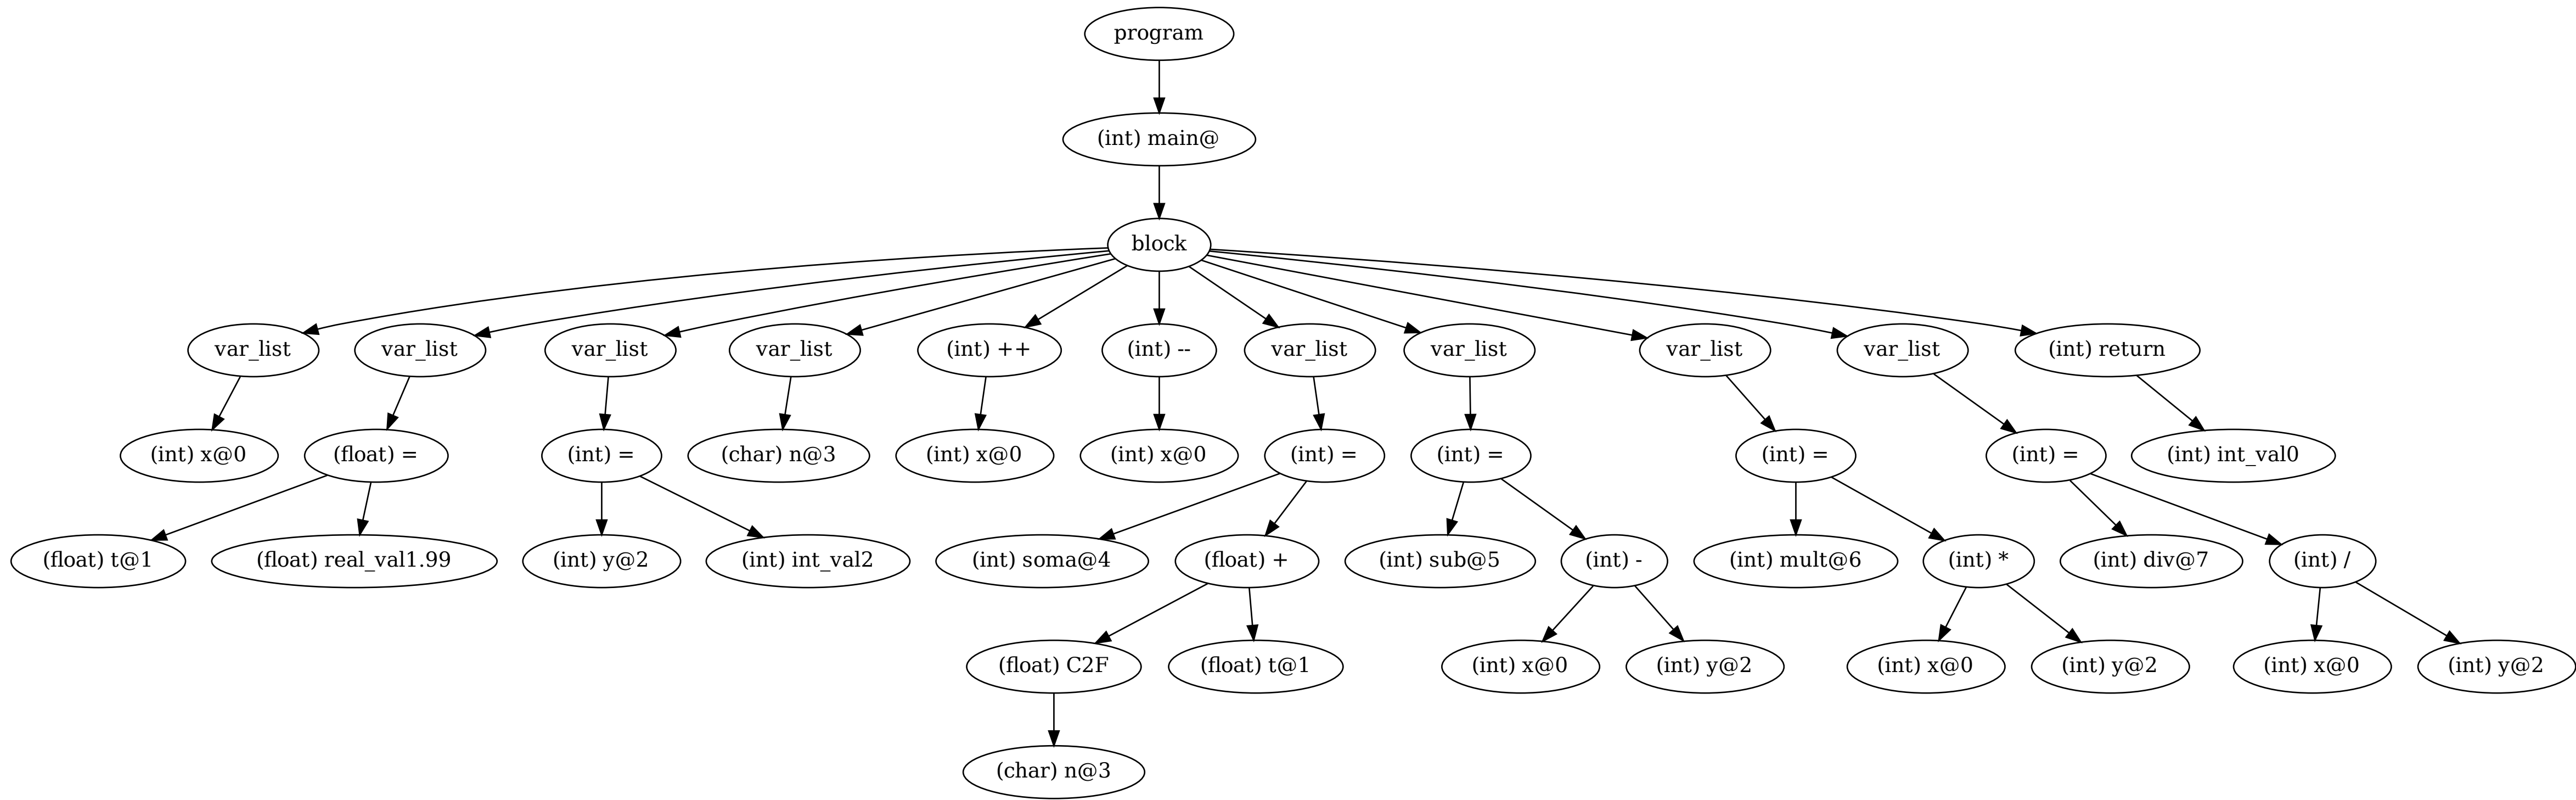 program
(int) main@
block
var_list
var_list
var_list
var_list
(int) ++
(int) --
var_list
var_list
var_list
var_list
(int) return
(int) x@0
(float) =
(int) =
(char) n@3
(int) x@0
(int) x@0
(int) =
(int) =
(int) =
(int) =
(int) int_val0
(float) t@1
(float) real_val1.99
(int) y@2
(int) int_val2
(int) soma@4
(float) +
(int) sub@5
(int) -
(int) mult@6
(int) *
(int) div@7
(int) /
(float) C2F
(float) t@1
(int) x@0
(int) y@2
(int) x@0
(int) y@2
(int) x@0
(int) y@2
(char) n@3